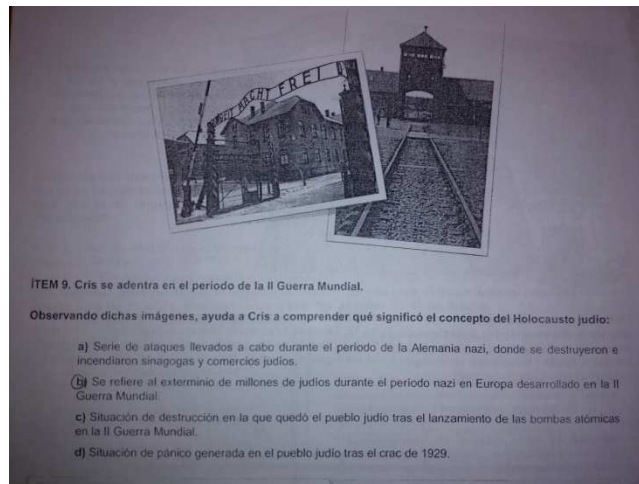 ARBEIT MACHT FREI
ÍTEM 9. Cris se adentra en el periodo de la II Guerra Mundial.
Observando dichas imágenes, ayuda a Cris a comprender qué significó el concepto del Holocausto judío:
a) Serie de ataques llevados a cabo durante el periodo de la Alemania nazi, donde se destruyeron e
incendiaron sinagogas y comercios judíos.
b) Se refiere al exterminio de millones de judíos durante el período nazi en Europa desarrollado en la II
Guerra Mundial.
c) Situación de destrucción en la que quedó el pueblo judío tras el lanzamiento de las bombas atómicas
en la II Guerra Mundial.
d) Situación de pánico generada en el pueblo judío tras el crac de 1929.